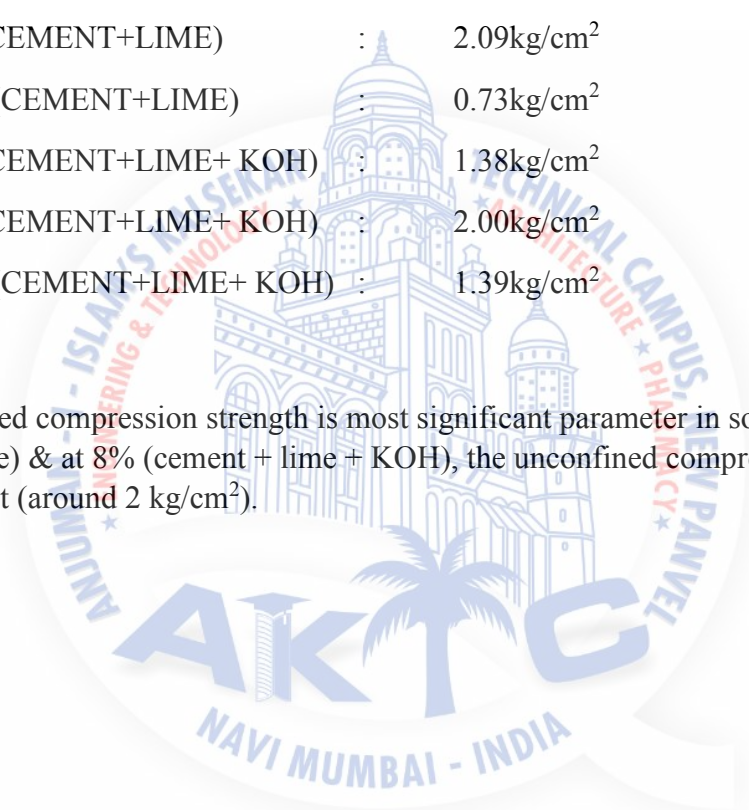 CEMENT+LIME) : 2.09kg/cm²
CEMENT+LIME) : 0.73kg/cm²
CEMENT+LIME+ KOH) : 1.38kg/cm²
CEMENT+LIME+ KOH) : 2.00kg/cm²
CEMENT+LIME+ KOH) : 1.39kg/cm²
ed compression strength is most significant parameter in so
e) & at 8% (cement + lime + KOH), the unconfined compre
t (around 2 kg/cm²).
ANJUMAN - I - ISLAM'S KALSEKAR TECHNICAL CAMPUS, NEW PANVEL
ENGINEERING & TECHNOLOGY ★ ★ ARCHITECTURE ★ PHARMACY ★
AKTC
NAVI MUMBAI - INDIA